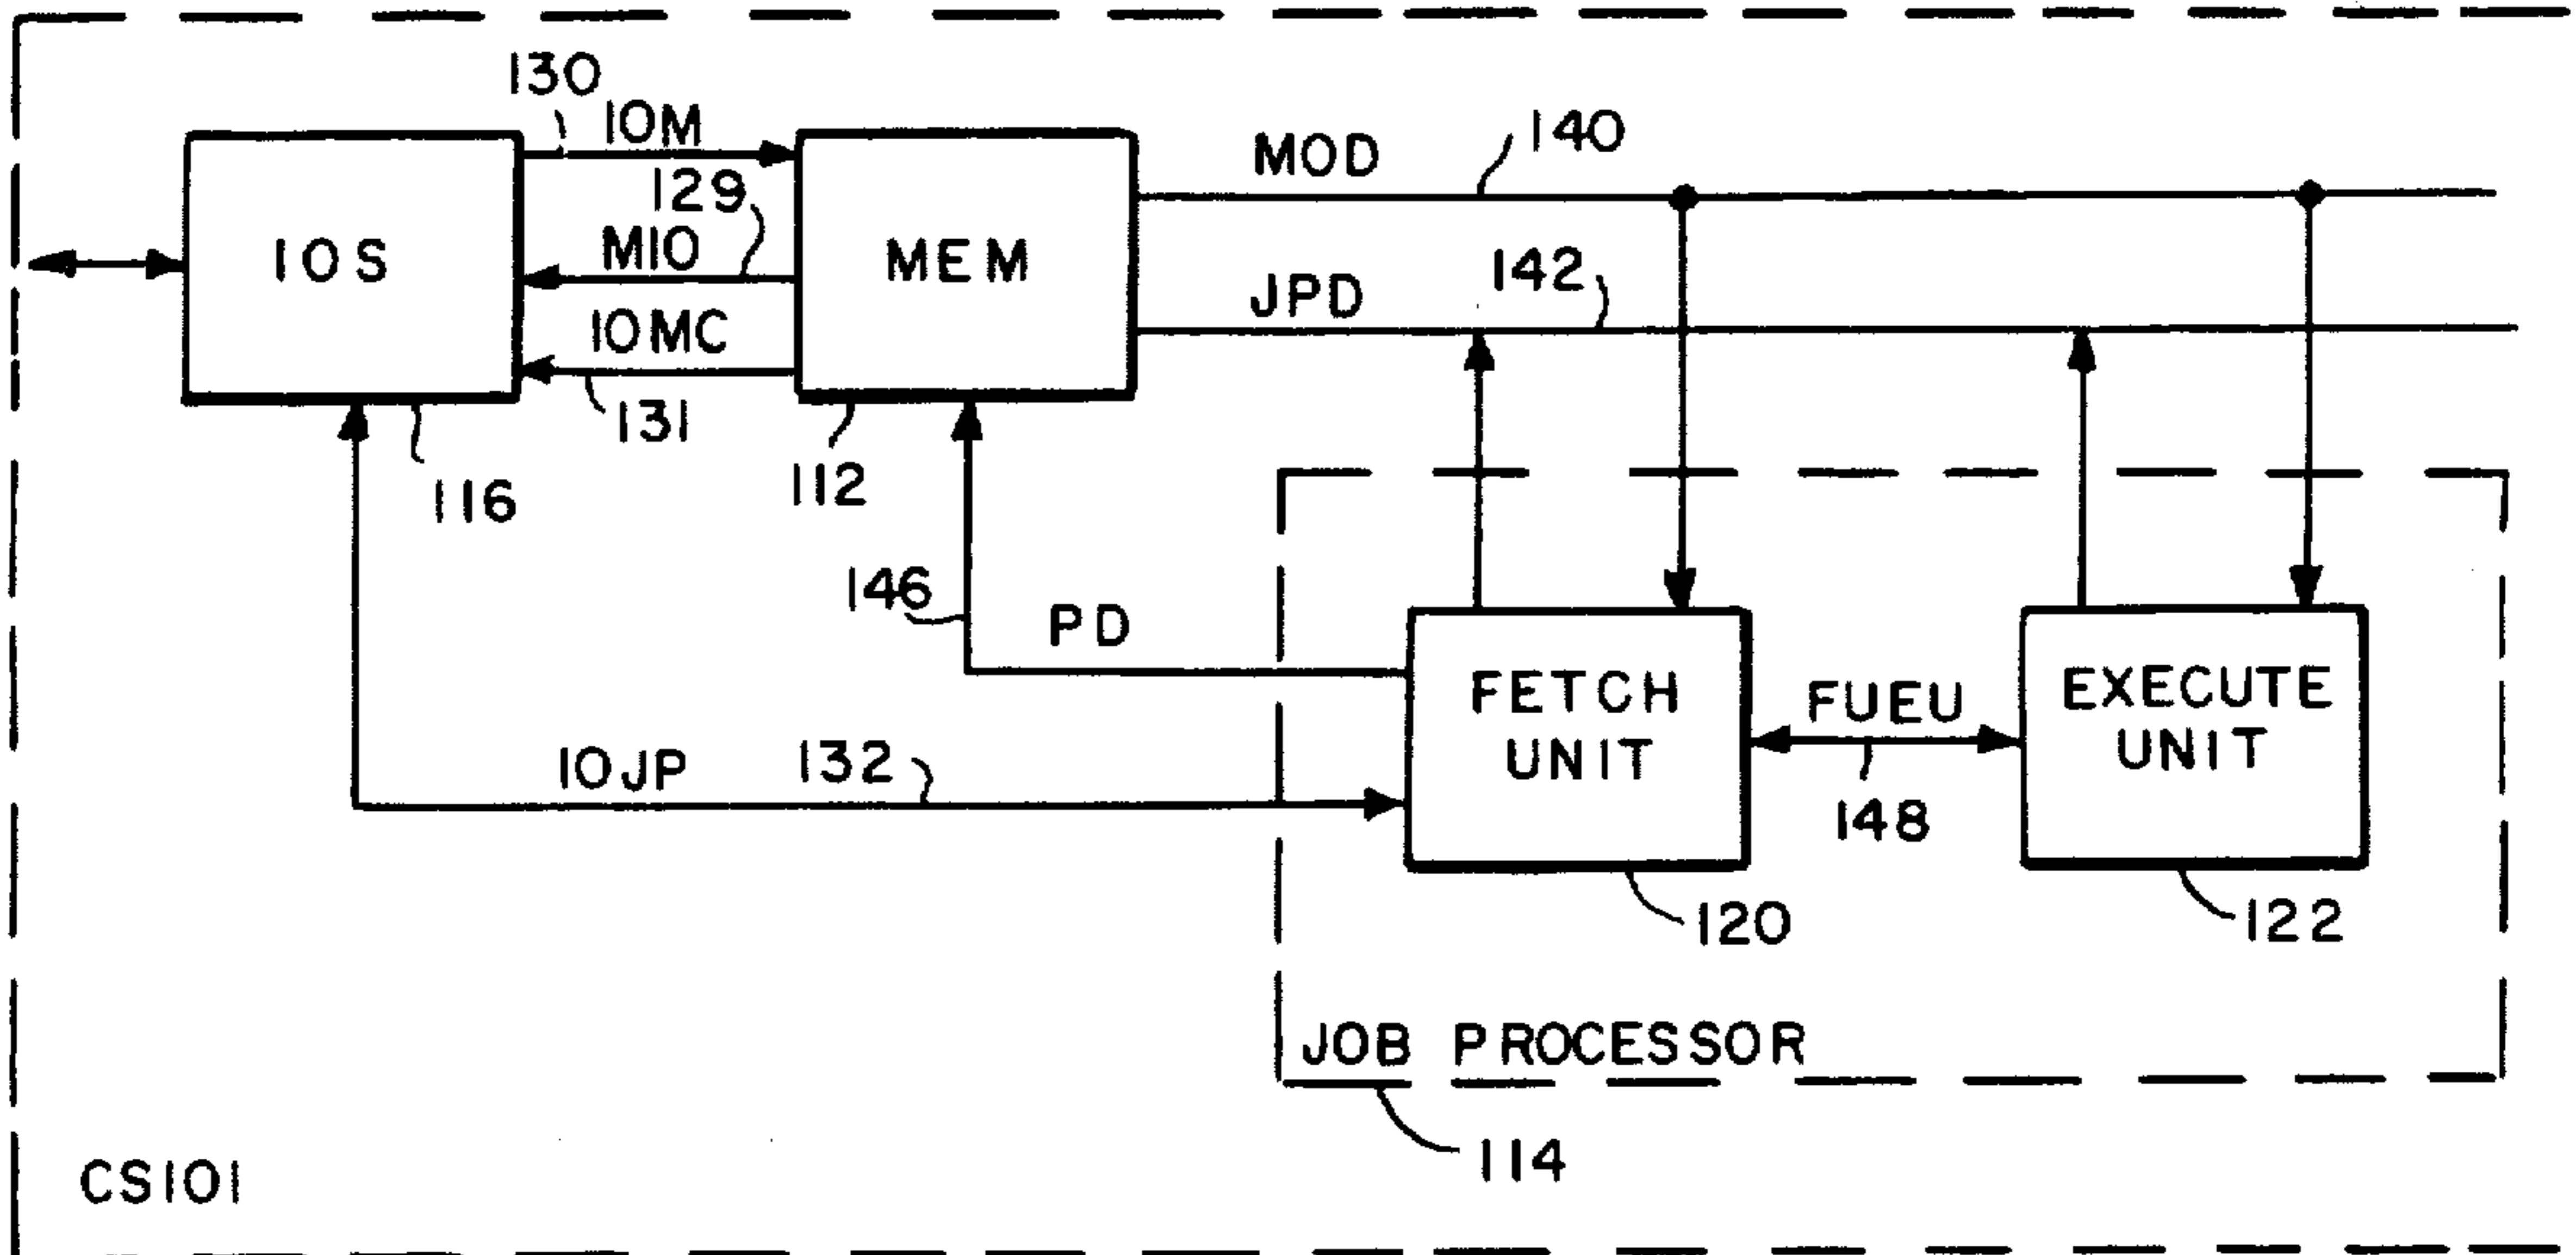 130
IOM
MOD
140
129
IOS
MIO
MEM
JPD
142
IOMC
131
116
112
146
PD
FETCH
UNIT
FUEU
EXECUTE
UNIT
IOJP
132
148
120
122
JOB PROCESSOR
114
CS101